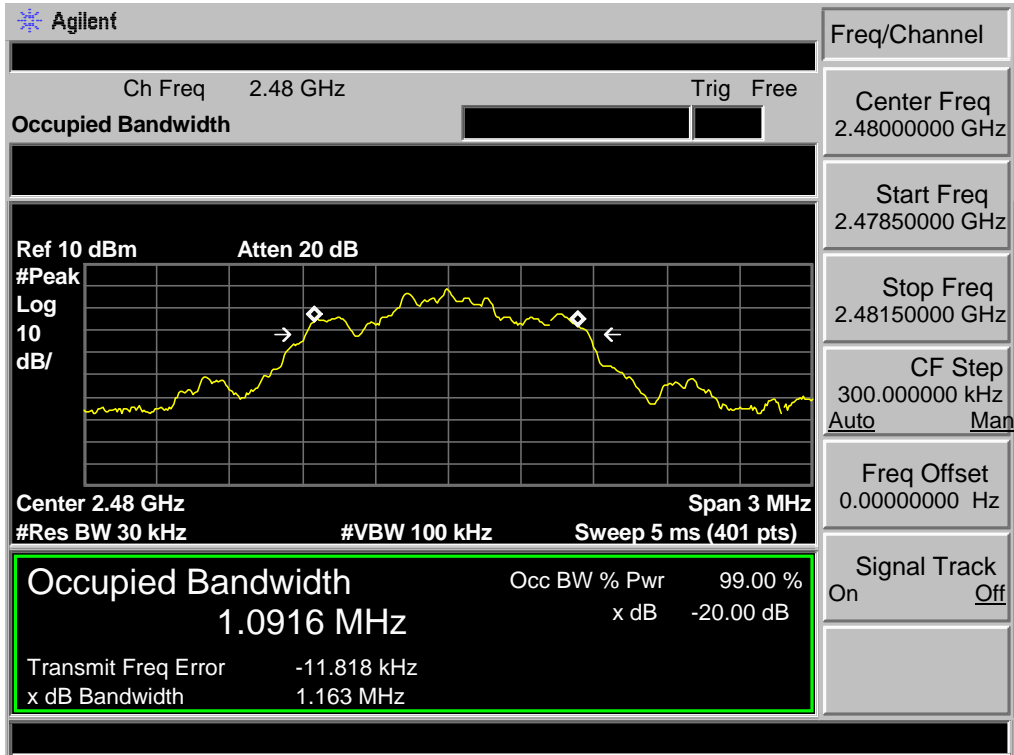 Agilent
Ch Freq 2.48 GHz Trig Free
Occupied Bandwidth
Ref 10 dBm Atten 20 dB
#Peak
Log
10
dB/
Center 2.48 GHz Span 3 MHz
#Res BW 30 kHz #VBW 100 kHz Sweep 5 ms (401 pts)
Occupied Bandwidth Occ BW % Pwr 99.00 %
1.0916 MHz x dB -20.00 dB
Transmit Freq Error -11.818 kHz
x dB Bandwidth 1.163 MHz
Freq/Channel
Center Freq
2.48000000 GHz
Start Freq
2.47850000 GHz
Stop Freq
2.48150000 GHz
CF Step
300.000000 kHz
Auto Man
Freq Offset
0.00000000 Hz
Signal Track
On Off